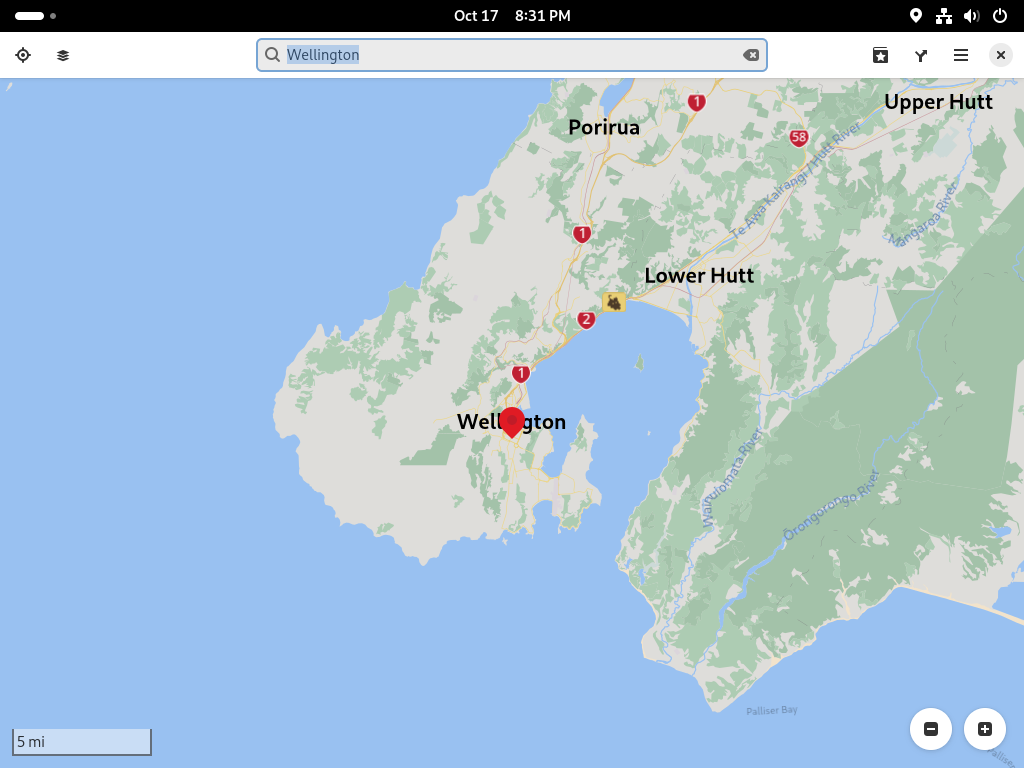 Oct 17 8:31 PM
Wellington
1
Upper Hutt
Porirua
58
Te Awa Kairangi / Hutt River
Mangaroa River
1
Lower Hutt
2
1
Wellington
Wainuiomata River
Orongorongo River
Palliser Bay
5 mi
Palliser